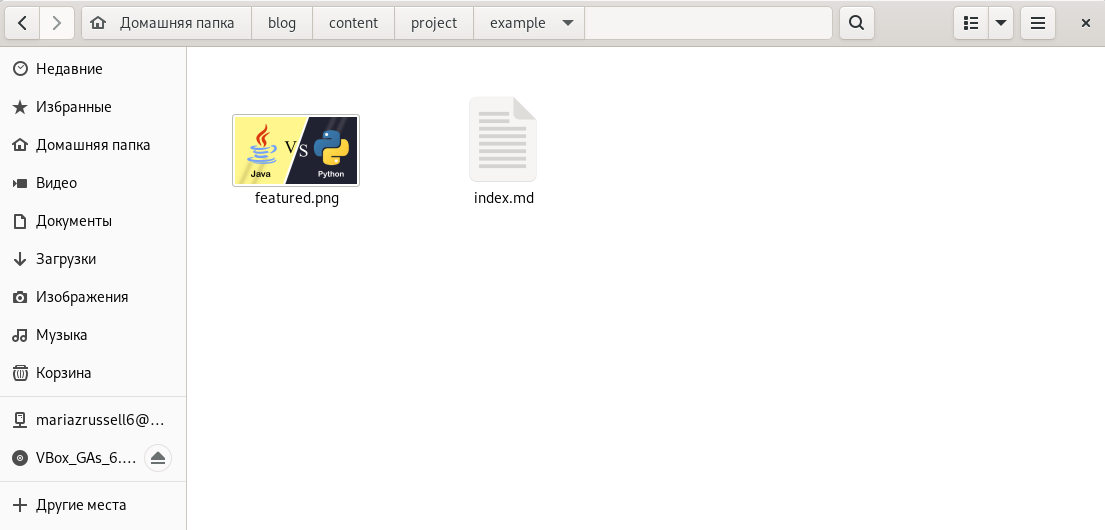 Домашняя папка blog content project example
Недавние
Избранные
Домашняя папка
Видео
Документы
Загрузки
Изображения
Музыка
Корзина
mariazrussell6@...
VBox_GAs_6....
Другие места
VS
Java Python
featured.png
index.md